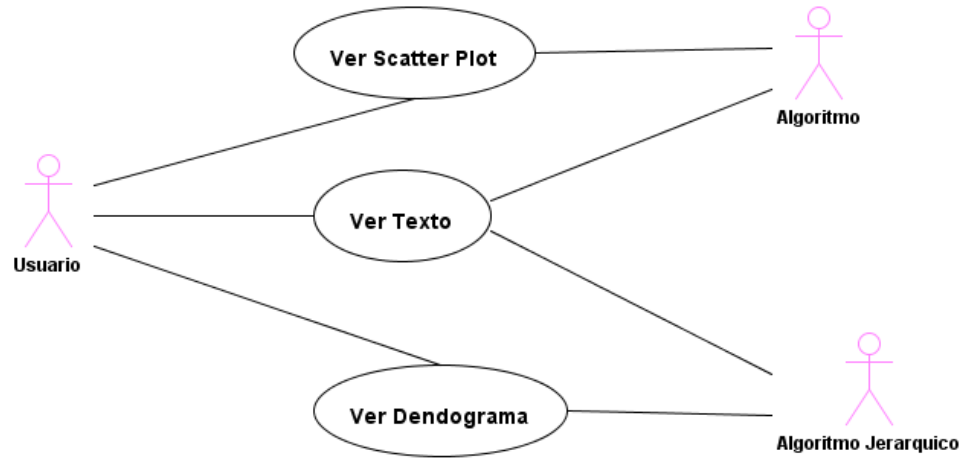 Ver Scatter Plot
Algoritmo
Ver Texto
Usuario
Ver Dendograma
Algoritmo Jerarquico